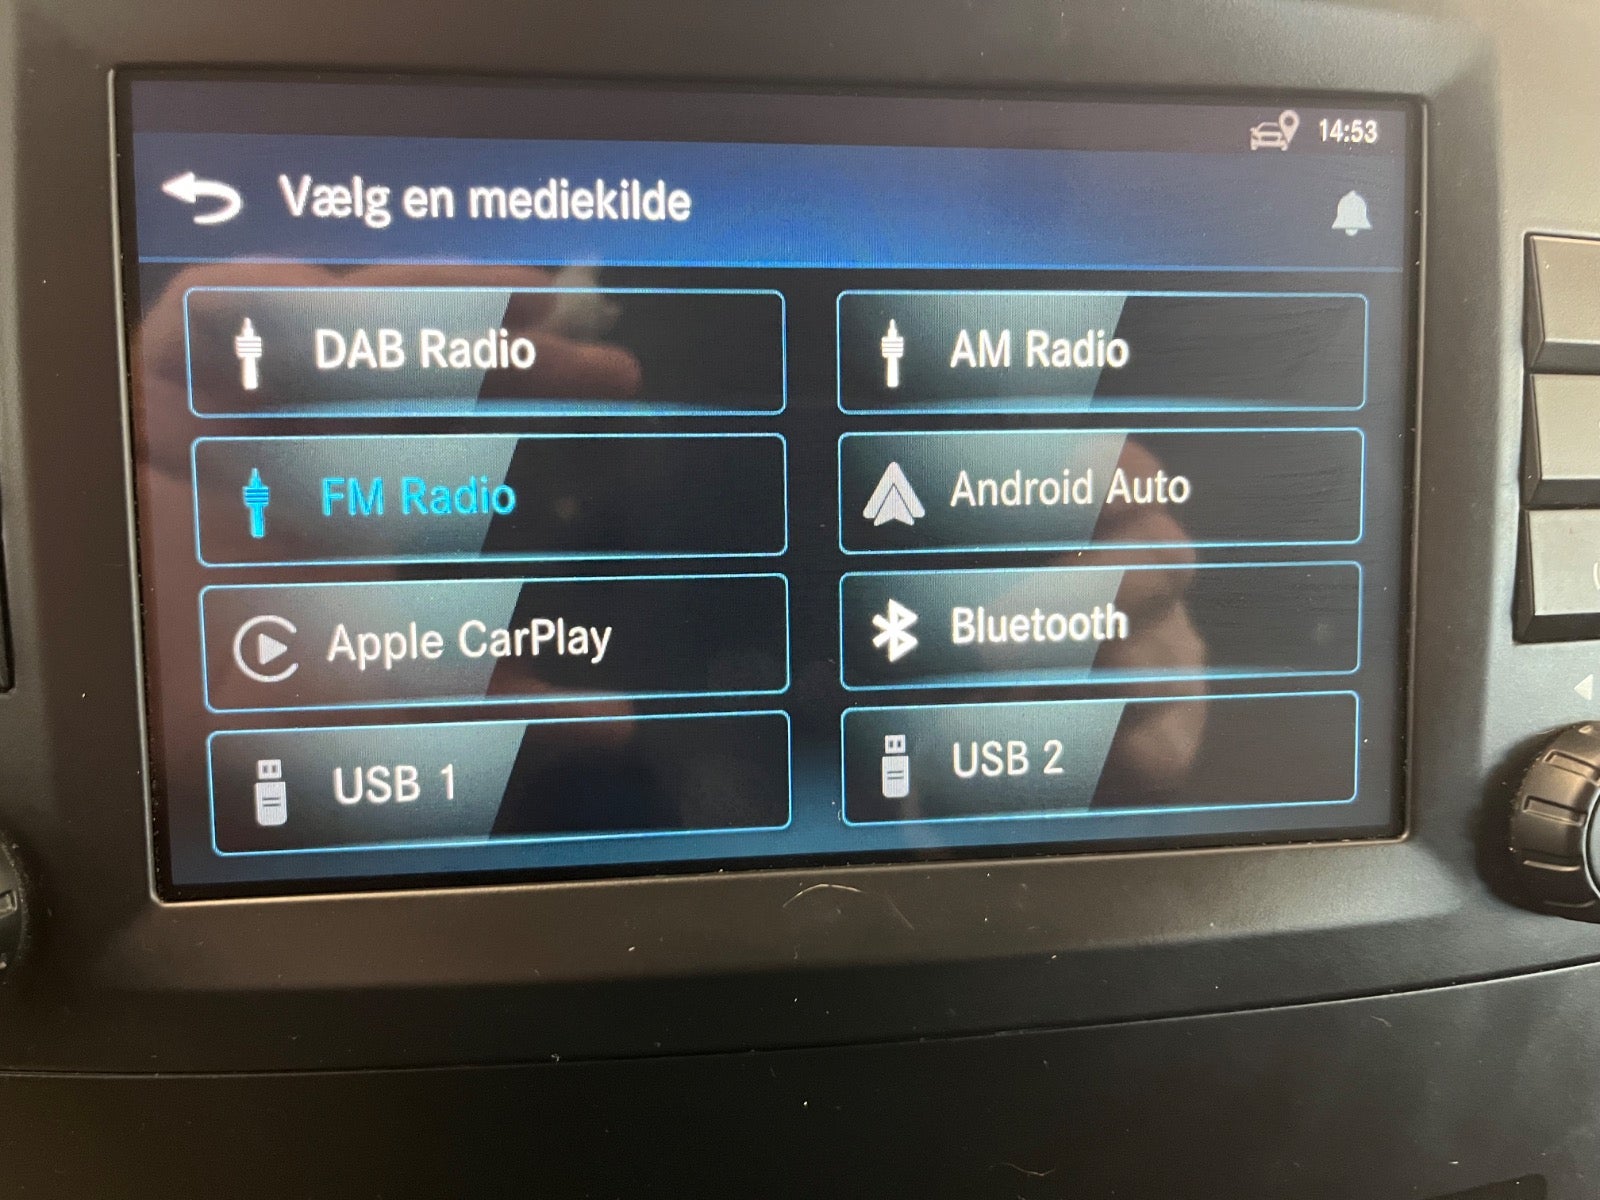 14:53
Vælg en mediekilde
DAB Radio
AM Radio
FM Radio
Android Auto
Apple CarPlay
Bluetooth
USB 1
USB 2